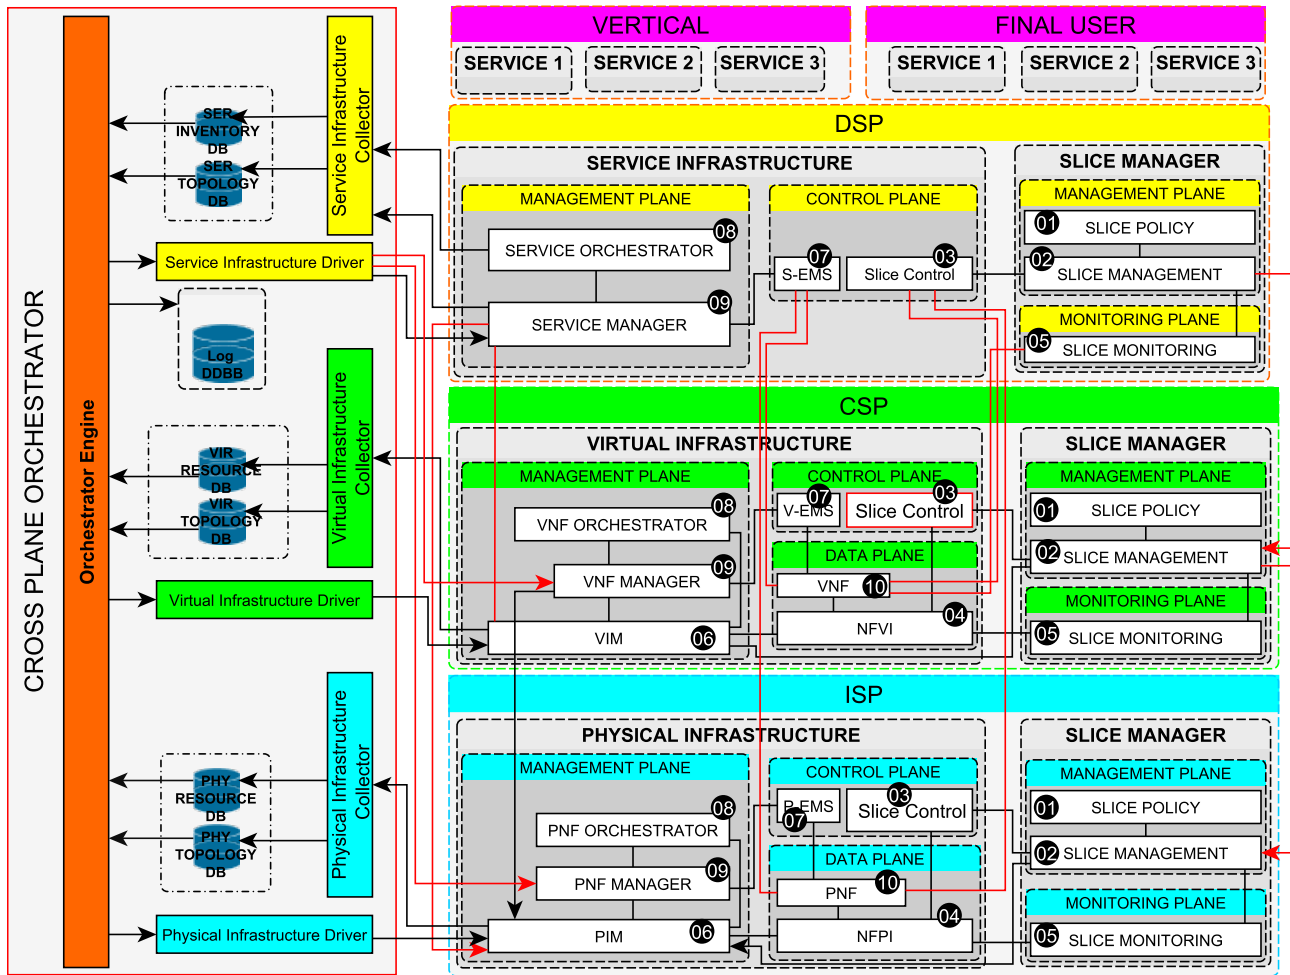 CROSS PLANE ORCHESTRATOR
Orchestrator Engine
SER
INVENTORY
DB
SER
TOPOLOGY
DB
Service Infrastructure
Collector
Service Infrastructure Driver
Log
DDBB
VIR
RESOURCE
DB
VIR
TOPOLOGY
DB
Virtual Infrastructure
Collector
Virtual Infrastructure Driver
PHY
RESOURCE
DB
PHY
TOPOLOGY
DB
Physical Infrastructure
Collector
Physical Infrastructure Driver
VERTICAL
SERVICE 1
SERVICE 2
SERVICE 3
FINAL USER
SERVICE 1
SERVICE 2
SERVICE 3
DSP
SERVICE INFRASTRUCTURE
MANAGEMENT PLANE
08
SERVICE ORCHESTRATOR
09
SERVICE MANAGER
CONTROL PLANE
07
S-EMS
03
Slice Control
SLICE MANAGER
MANAGEMENT PLANE
01
SLICE POLICY
02
SLICE MANAGEMENT
MONITORING PLANE
05
SLICE MONITORING
CSP
VIRTUAL INFRASTRUCTURE
MANAGEMENT PLANE
08
VNF ORCHESTRATOR
09
VNF MANAGER
VIM
06
CONTROL PLANE
07
V-EMS
03
Slice Control
DATA PLANE
VNF
10
04
NFVI
SLICE MANAGER
MANAGEMENT PLANE
01
SLICE POLICY
02
SLICE MANAGEMENT
MONITORING PLANE
05
SLICE MONITORING
ISP
PHYSICAL INFRASTRUCTURE
MANAGEMENT PLANE
08
PNF ORCHESTRATOR
09
PNF MANAGER
PIM
06
CONTROL PLANE
P-EMS
07
03
Slice Control
DATA PLANE
PNF
10
04
NFPI
SLICE MANAGER
MANAGEMENT PLANE
01
SLICE POLICY
02
SLICE MANAGEMENT
MONITORING PLANE
05
SLICE MONITORING